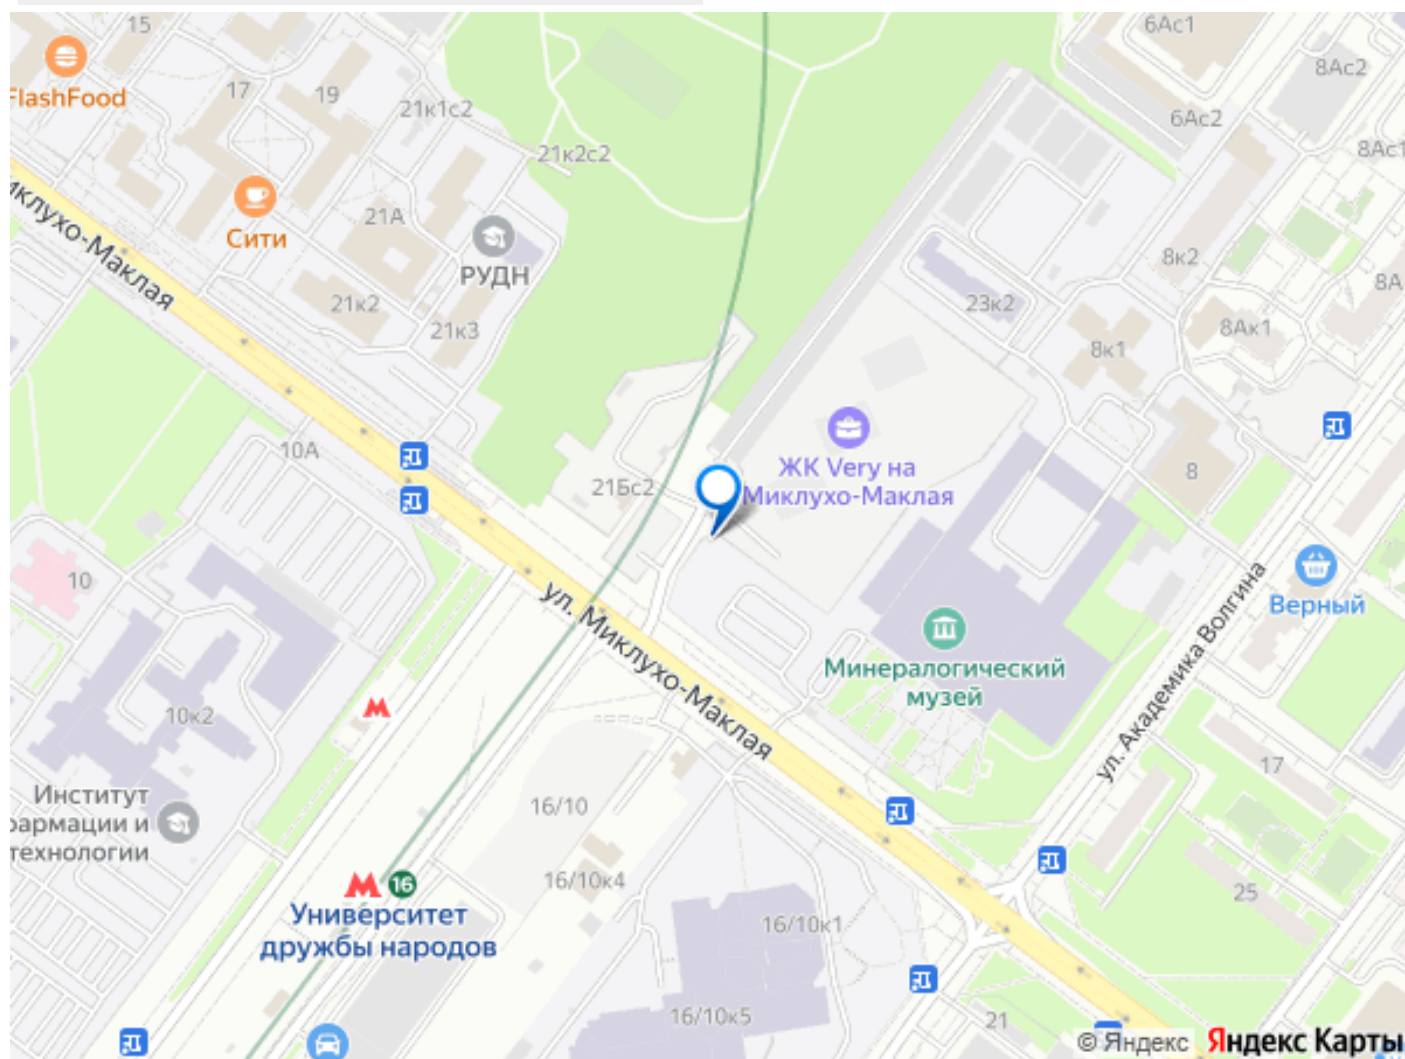 15
6Ас1
8Ас2
FlashFood
17
19
21к1с2
6Ас2
8Ас1
21к2с2
21А
Сити
РУДН
8к2
8А
иклухо-Маклая
21к2
21к3
23к2
8Ак1
8к1
10А
ЖК Very на
Миклухо-Маклая
8
21Бс2
10
ул. Миклухо-Маклая
Верный
Минералогический
музей
ул. Академика Волгина
10к2
17
Институт
фармации и
технологии
16/10
16/10к4
16
25
Университет
дружбы народов
16/10к1
16/10к5
21
© Яндекс Яндекс Карты